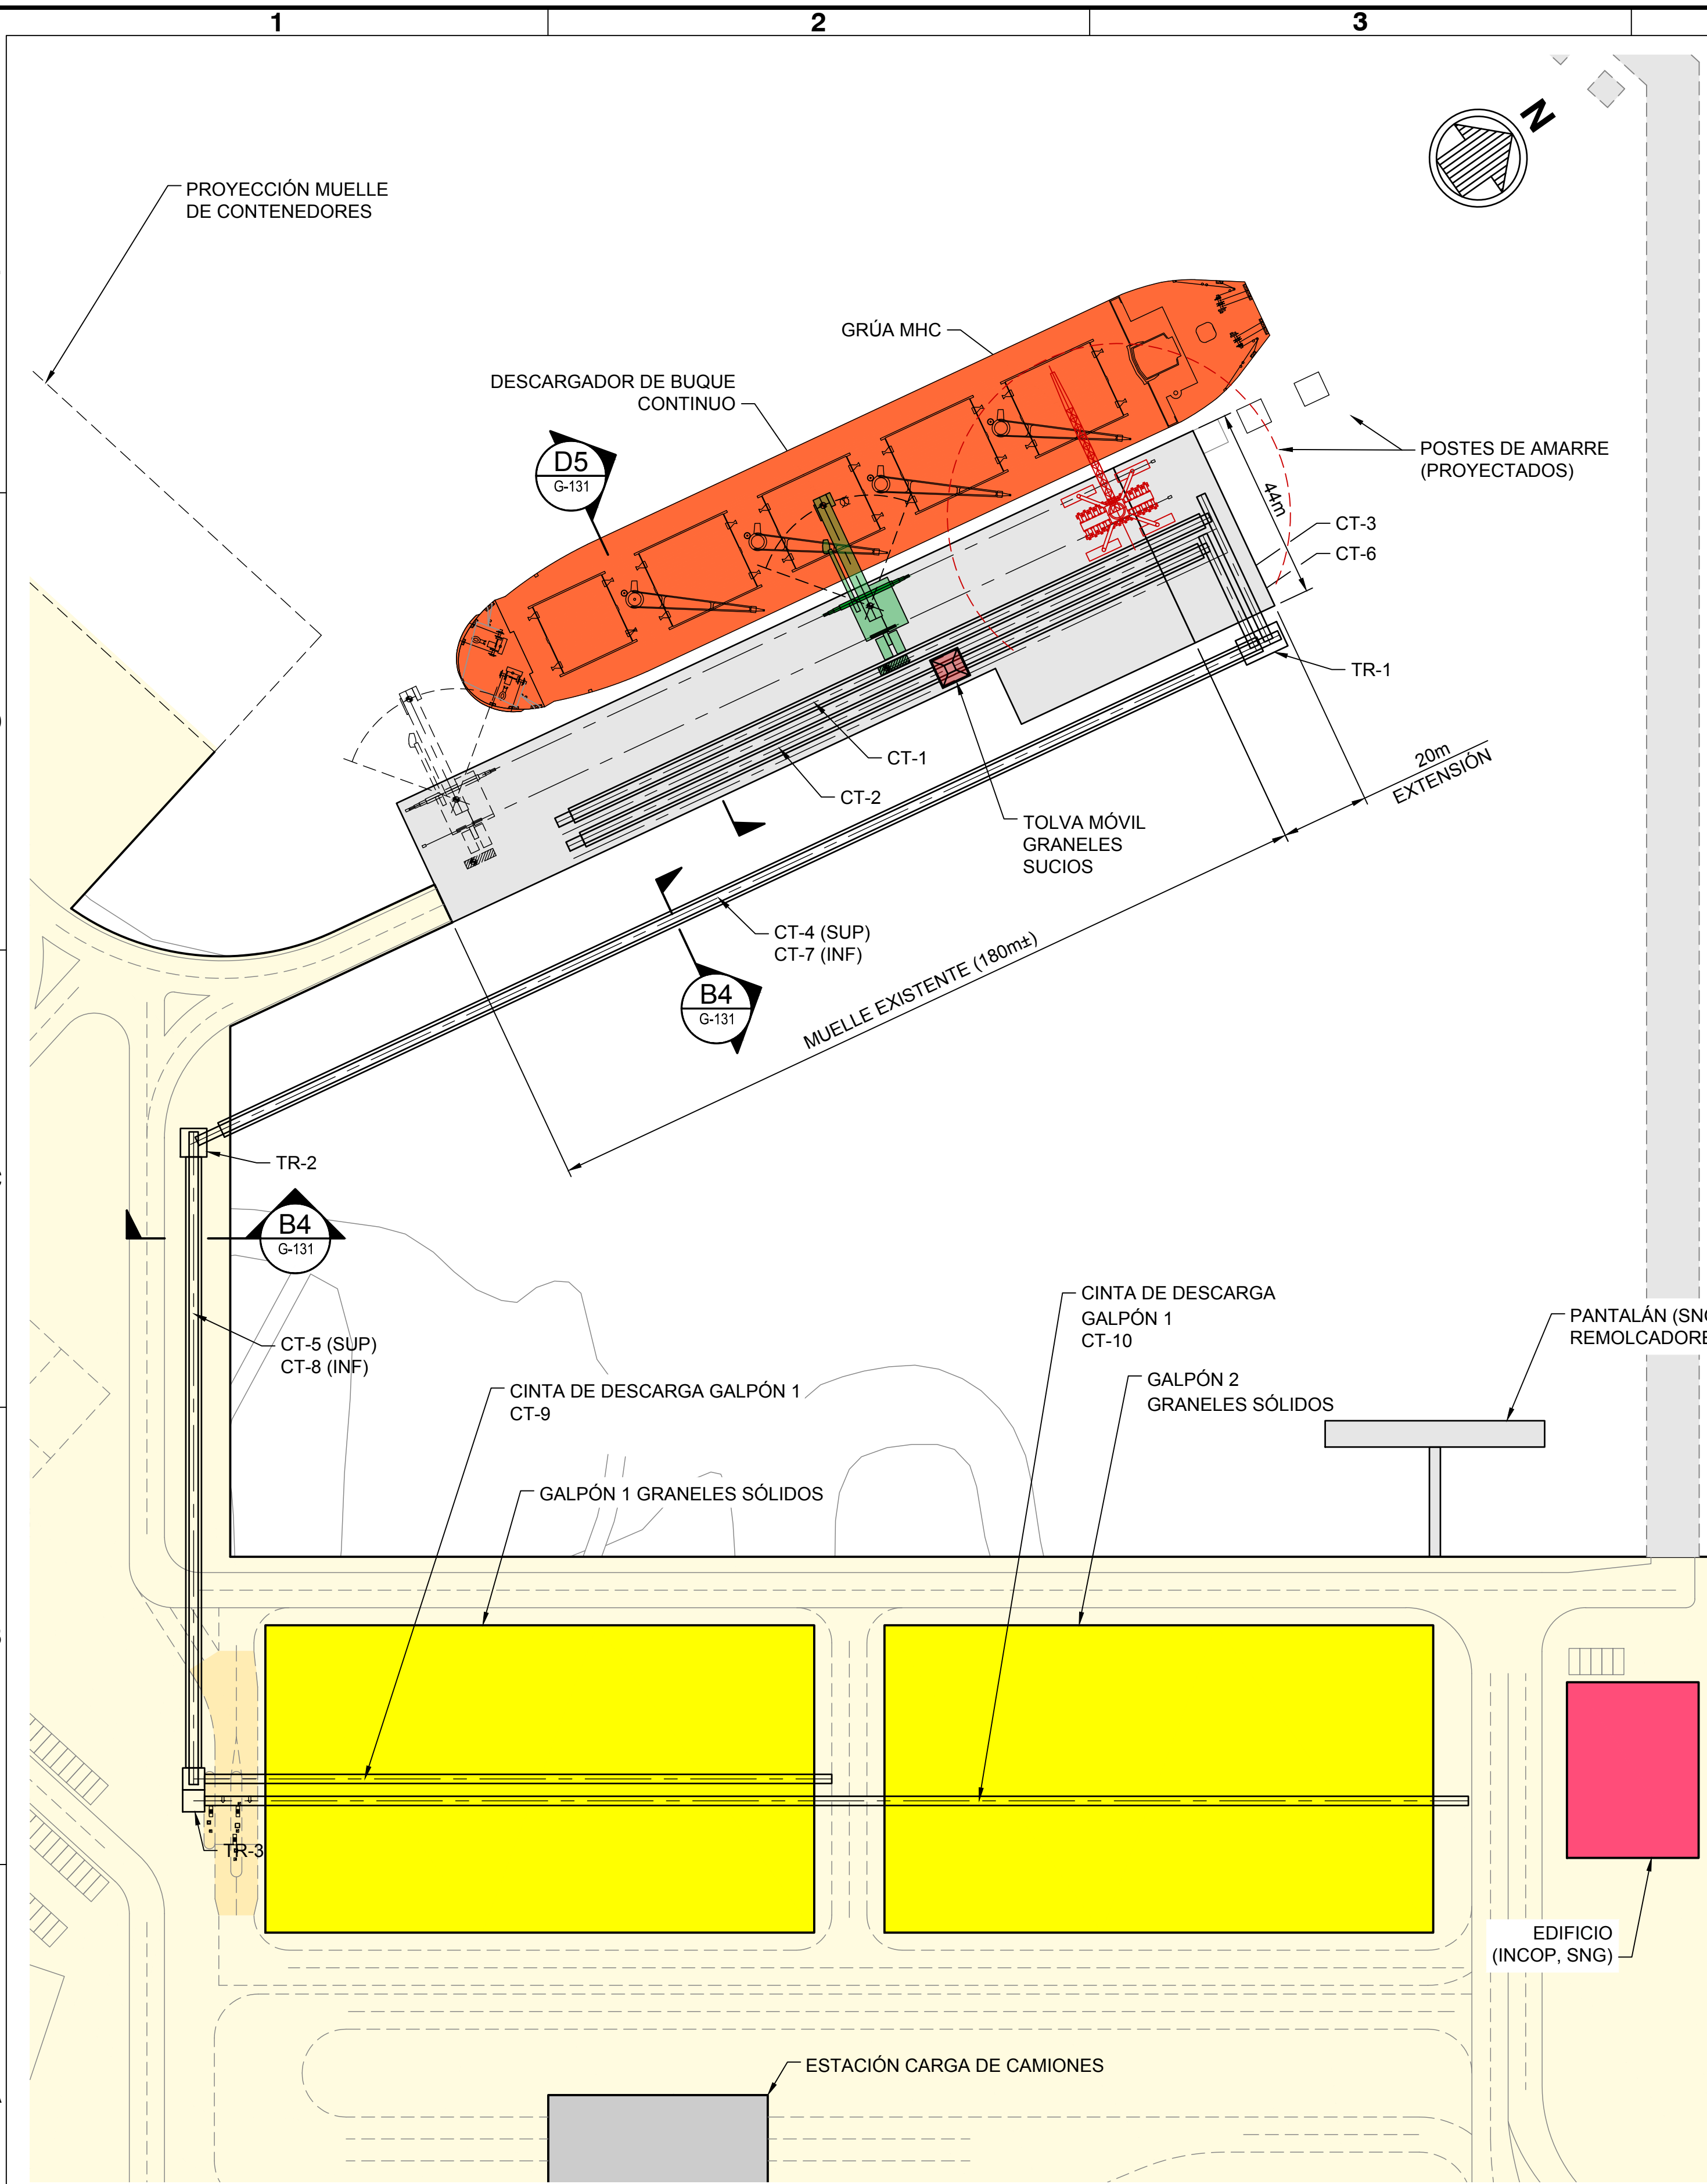 1
2
3
N
PROYECCIÓN MUELLE
DE CONTENEDORES
GRÚA MHC
DESCARGADOR DE BUQUE
CONTINUO
D5
G-131
POSTES DE AMARRE
(PROYECTADOS)
44m
CT-3
CT-6
TR-1
20m
EXTENSIÓN
CT-1
CT-2
TOLVA MÓVIL
GRANELES
SUCIOS
CT-4 (SUP)
CT-7 (INF)
B4
G-131
MUELLE EXISTENTE (180m±)
TR-2
B4
G-131
CT-5 (SUP)
CT-8 (INF)
CINTA DE DESCARGA
GALPÓN 1
CT-10
PANTALÁN (SN
REMOLCADORE
CINTA DE DESCARGA GALPÓN 1
CT-9
GALPÓN 2
GRANELES SÓLIDOS
GALPÓN 1 GRANELES SÓLIDOS
TR-3
EDIFICIO
(INCOP, SNG)
ESTACIÓN CARGA DE CAMIONES